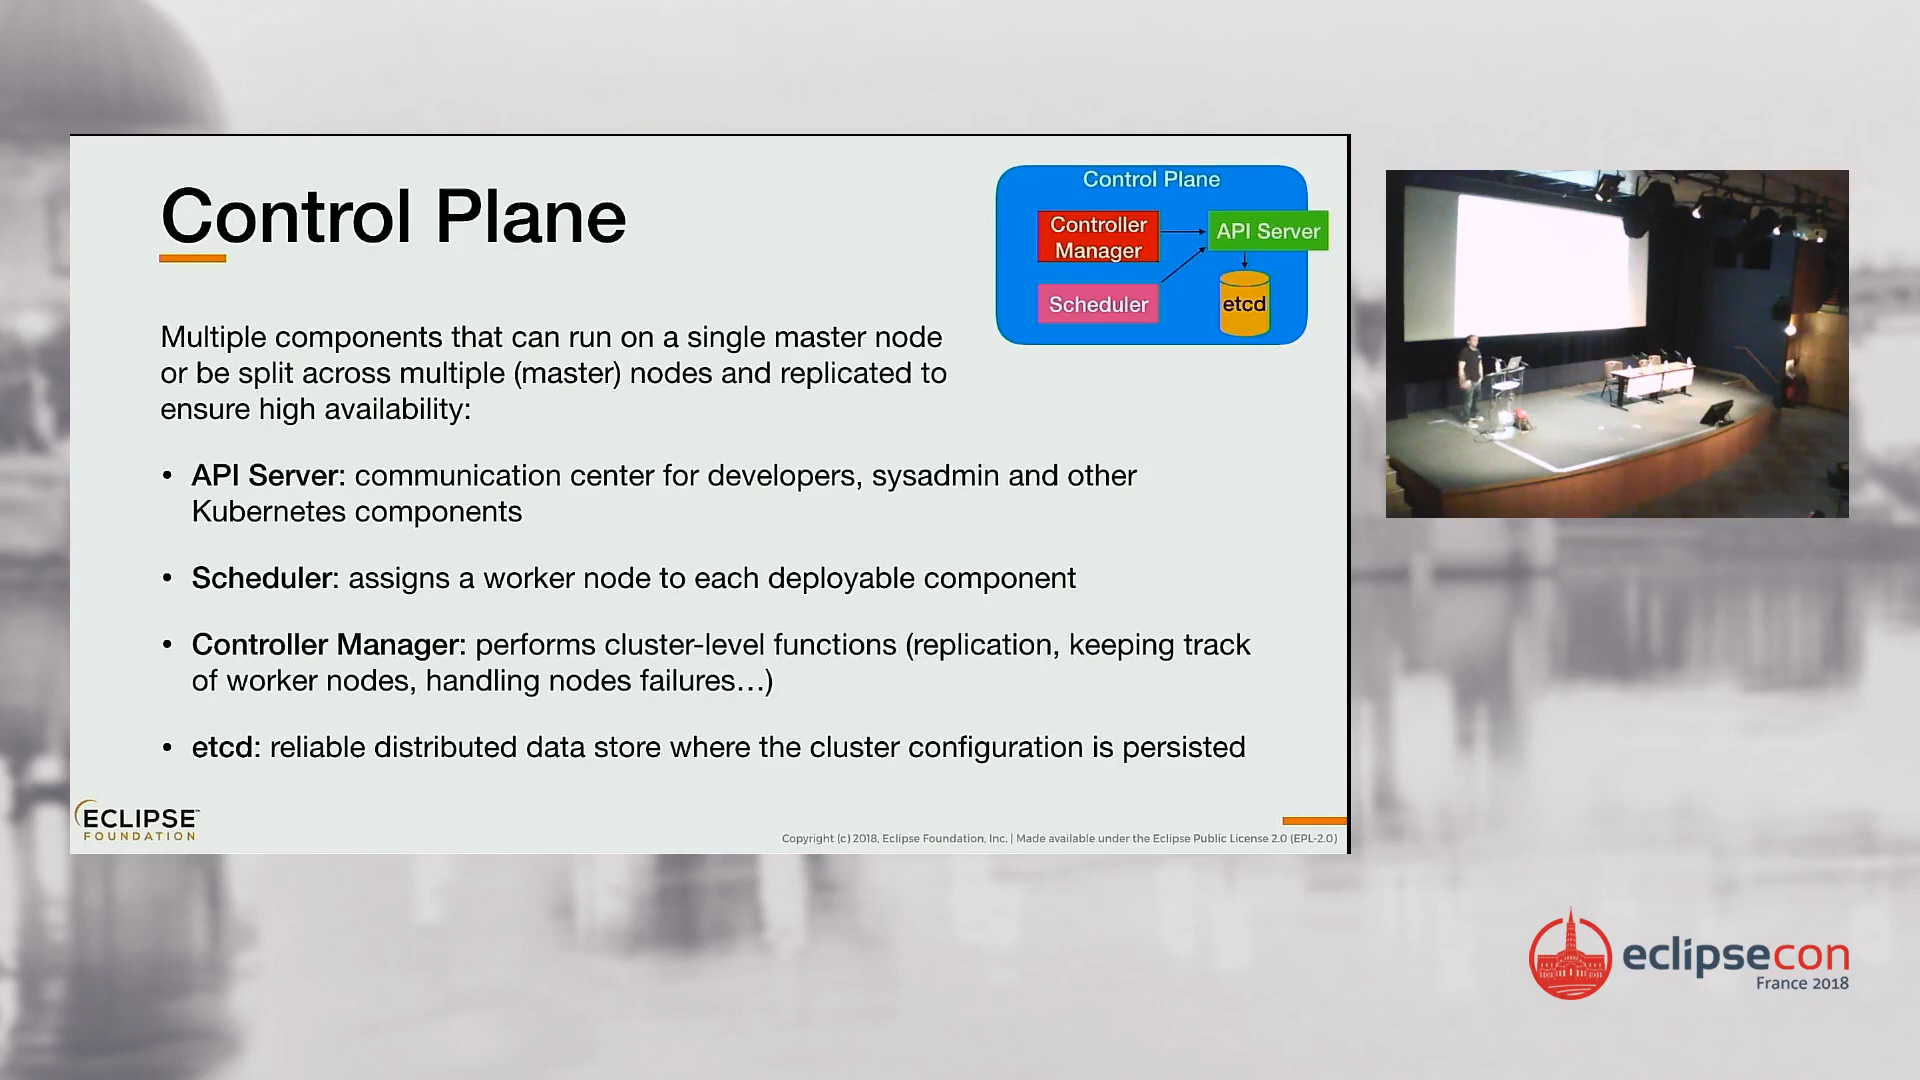 Control Plane
Control Plane
Controller
Manager
API Server
Scheduler
etcd
Multiple components that can run on a single master node
or be split across multiple (master) nodes and replicated to
ensure high availability:
• API Server: communication center for developers, sysadmin and other
Kubernetes components
• Scheduler: assigns a worker node to each deployable component
• Controller Manager: performs cluster-level functions (replication, keeping track
of worker nodes, handling nodes failures…)
• etcd: reliable distributed data store where the cluster configuration is persisted
ECLIPSE™
FOUNDATION
Copyright (c) 2018, Eclipse Foundation, Inc. | Made available under the Eclipse Public License 2.0 (EPL-2.0)
eclipsecon
France 2018